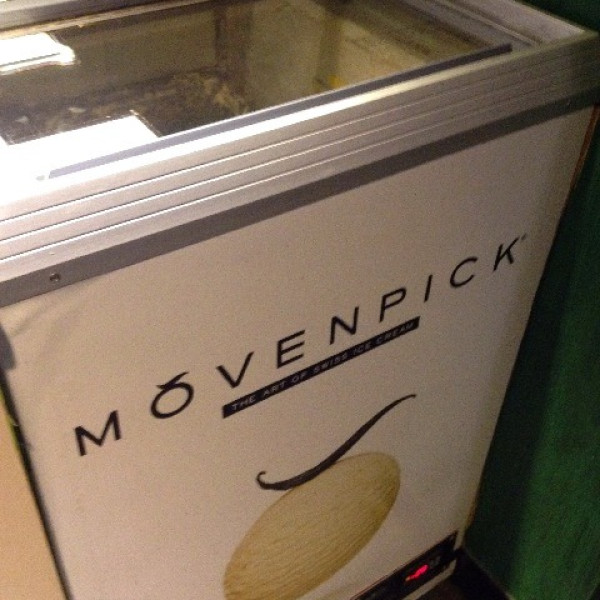 MÖVENPICK
THE ART OF SWISS ICE CREAM